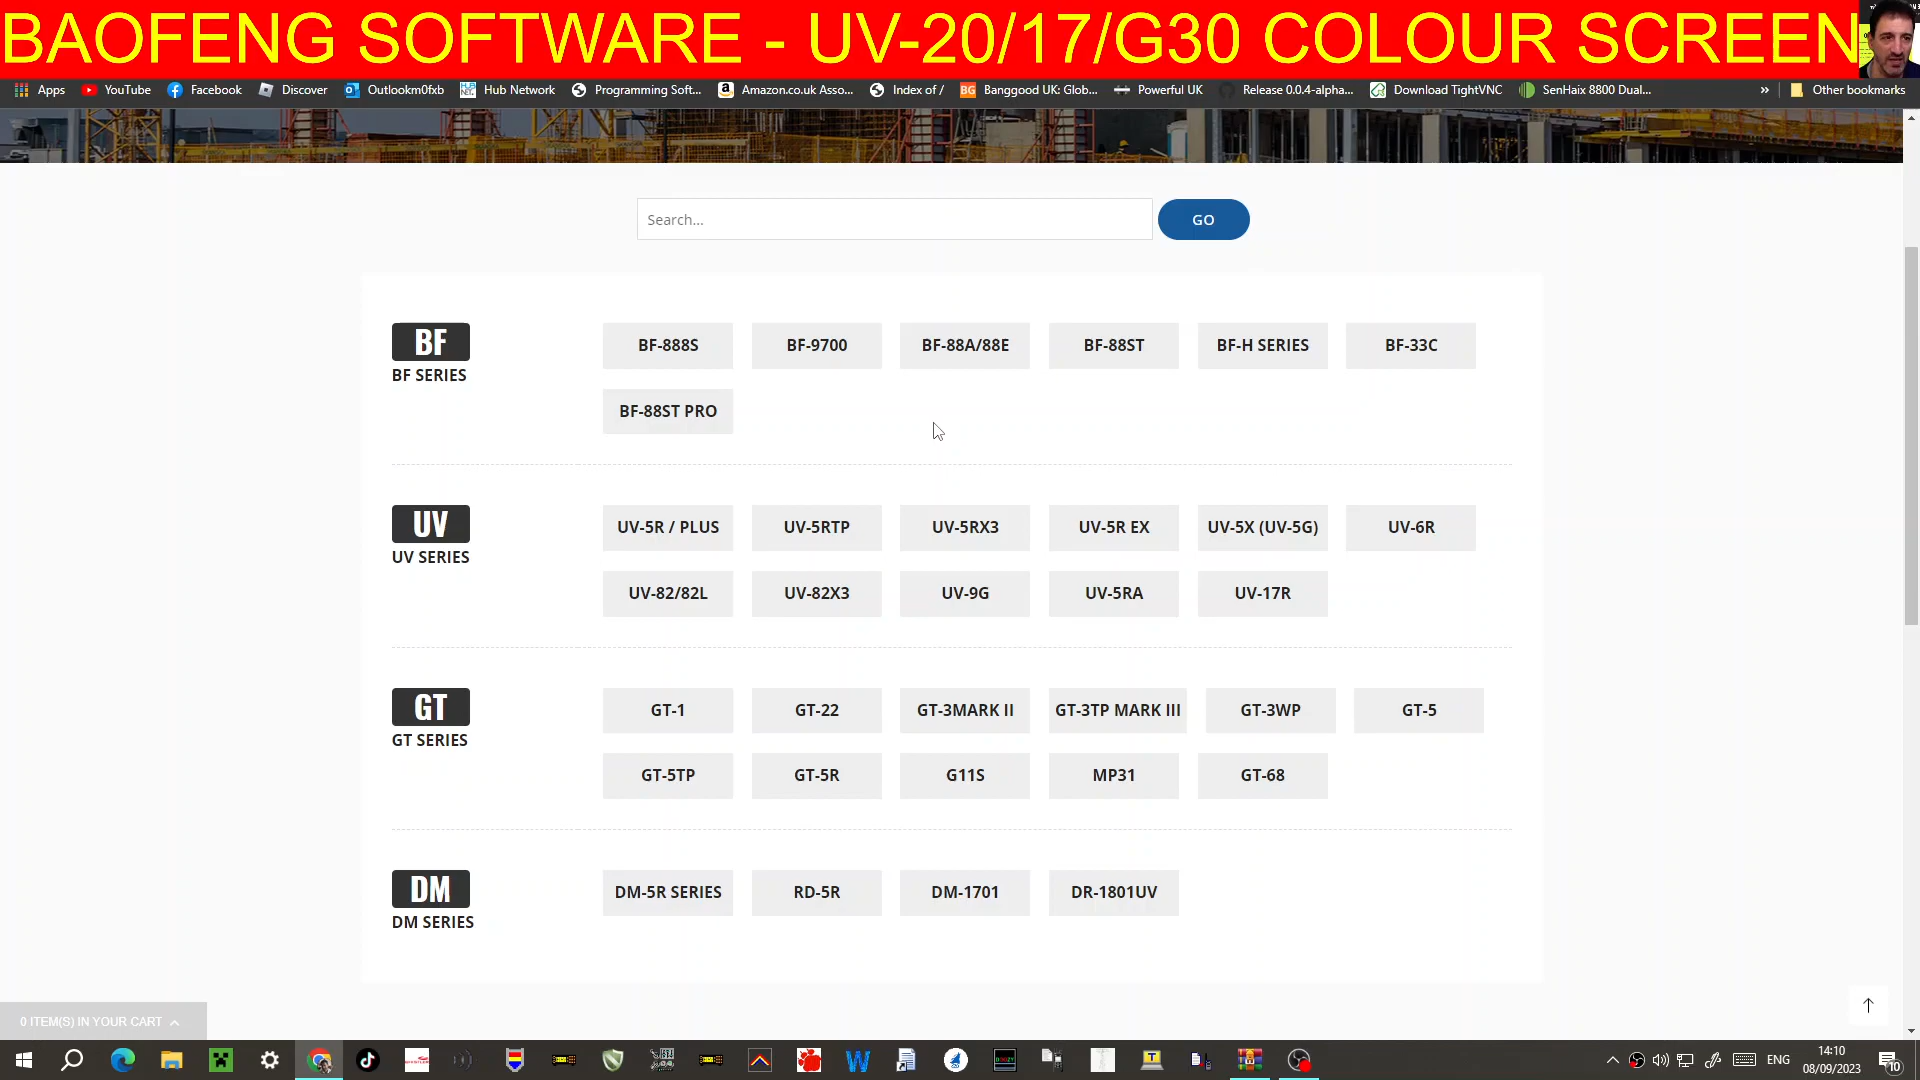 BAOFENG SOFTWARE - UV-20/17/G30 COLOUR SCREEN
Apps YouTube Facebook Discover Outlookm0fxb Hub Network Programming Soft... Amazon.co.uk Asso... Index of / Banggood UK: Glob... Powerful UK Release 0.0.4-alpha... Download TightVNC SenHaix 8800 Dual... » Other bookmarks
Search... GO
BF BF-888S BF-9700 BF-88A/88E BF-88ST BF-H SERIES BF-33C
BF SERIES
BF-88ST PRO
UV UV-5R / PLUS UV-5RTP UV-5RX3 UV-5R EX UV-5X (UV-5G) UV-6R
UV SERIES
UV-82/82L UV-82X3 UV-9G UV-5RA UV-17R
GT GT-1 GT-22 GT-3MARK II GT-3TP MARK III GT-3WP GT-5
GT SERIES
GT-5TP GT-5R G11S MP31 GT-68
DM DM-5R SERIES RD-5R DM-1701 DR-1801UV
DM SERIES
0 ITEM(S) IN YOUR CART
ENG 14:10
08/09/2023 10